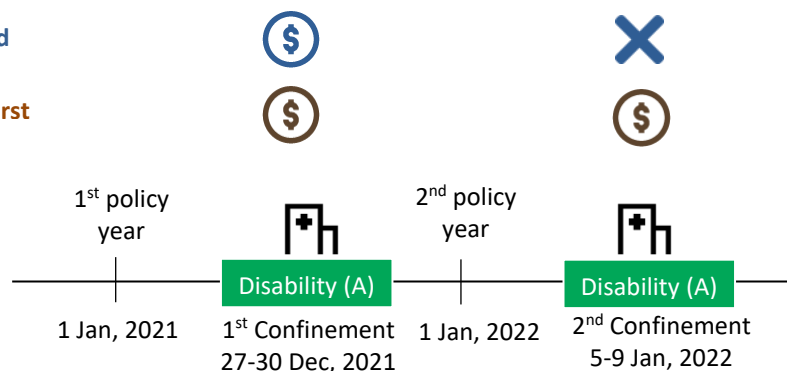 d
$
$
$
rst
1st policy
year
2nd policy
year
Disability (A)
Disability (A)
1 Jan, 2021
1st Confinement
27-30 Dec, 2021
1 Jan, 2022
2nd Confinement
5-9 Jan, 2022